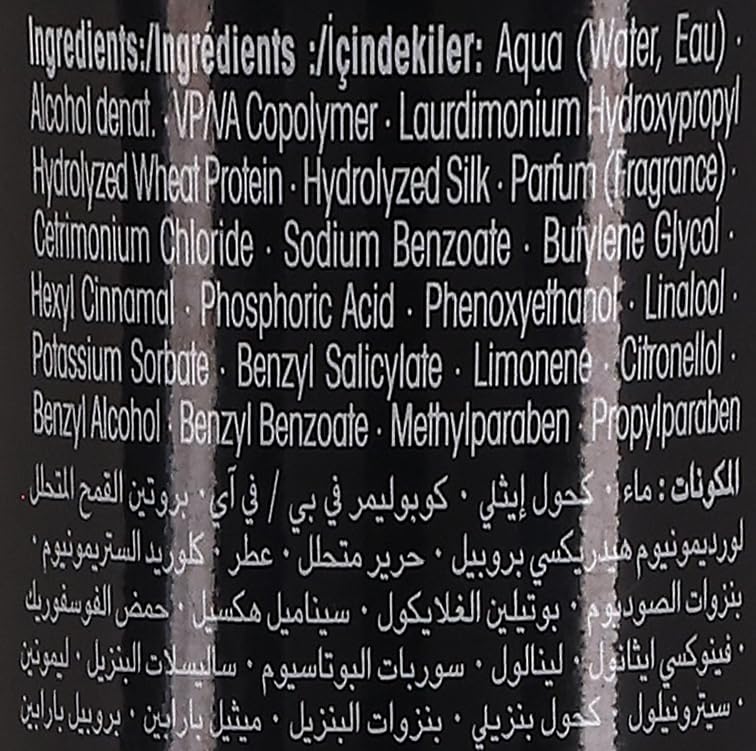 Ingredients:/Ingrédients :/İçindekiler: Aqua (Water, Eau) ·
Alcohol denat. · VP/VA Copolymer · Laurdimonium Hydroxypropyl
Hydrolyzed Wheat Protein · Hydrolyzed Silk · Parfum (Fragrance) ·
Cetrimonium Chloride · Sodium Benzoate · Butylene Glycol ·
Hexyl Cinnamal · Phosphoric Acid · Phenoxyethanol · Linalool ·
Potassium Sorbate · Benzyl Salicylate · Limonene · Citronellol ·
Benzyl Alcohol · Benzyl Benzoate · Methylparaben · Propylparaben
المكونات : ماء · كحول إيثلي · كوبوليمر في بي / في آي · بروتين القمح المتحلل
لورديمونيوم هيدريكسي بروبيل · حرير متحلل · عطر · كلوريد الستريمونيوم ·
بنزوات الصوديوم · بوتيلين الغلايكول · سيناميل هكسيل · حمض الفوسفوريك
· فينوكسي ايثانول · لينالول · سوربات البوتاسيوم · ساليسلات البنزيل · ليمونين
· سيترونيلول · كحول بنزيلي · بنزوات البنزيل · ميثيل بارابين · بروبيل بارابين